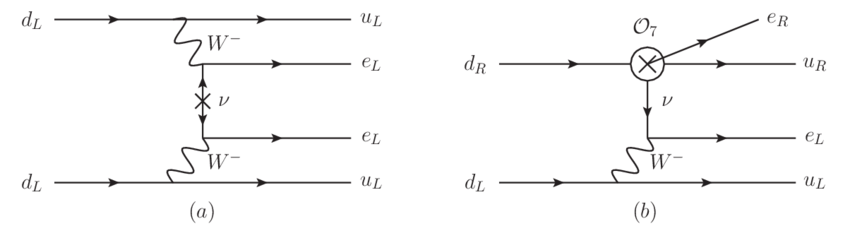 d_L W^- u_L
e_L
ν
e_L
d_L W^- u_L
(a)
O_7 e_R
d_R u_R
ν
e_L
d_L W^- u_L
(b)